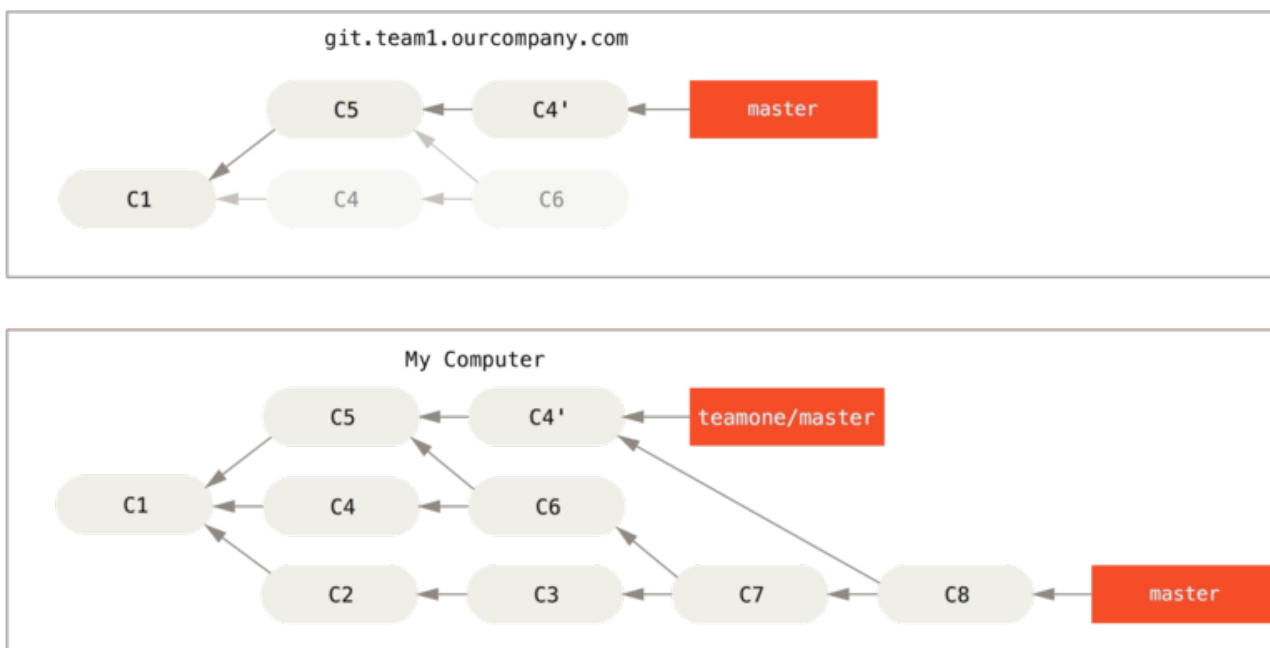 git.team1.ourcompany.com
C5 C4' master
C1 C4 C6
My Computer
C5 C4' teamone/master
C1 C4 C6
C2 C3 C7 C8 master